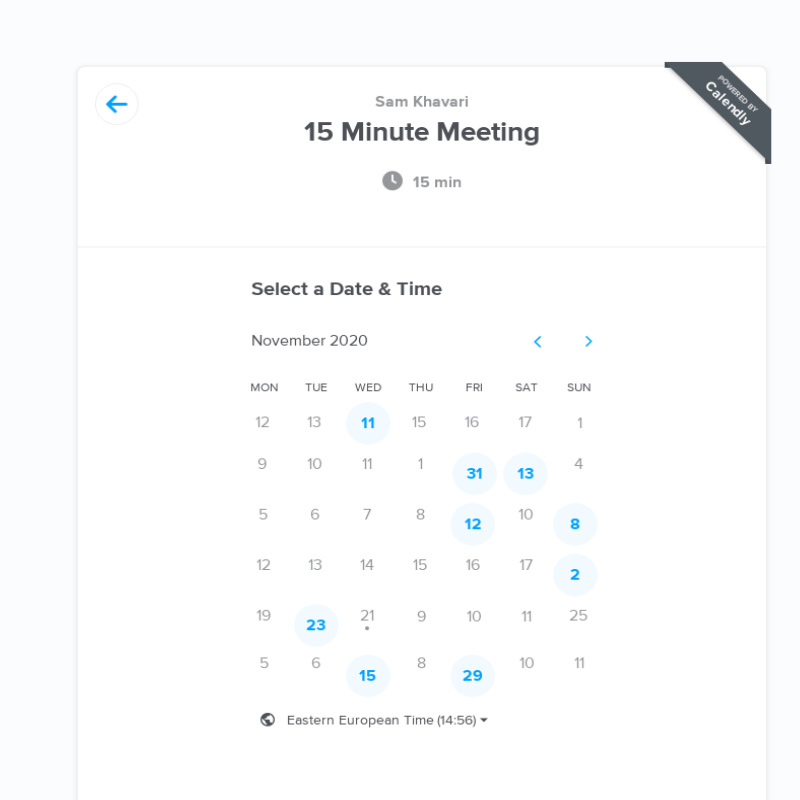 Sam Khavari
15 Minute Meeting
15 min
POWERED BY
Calendly
Select a Date & Time
November 2020
MON TUE WED THU FRI SAT SUN
12 13 11 15 16 17 1
9 10 11 1 31 13 4
5 6 7 8 12 10 8
12 13 14 15 16 17 2
19 23 21 9 10 11 25
5 6 15 8 29 10 11
Eastern European Time (14:56)